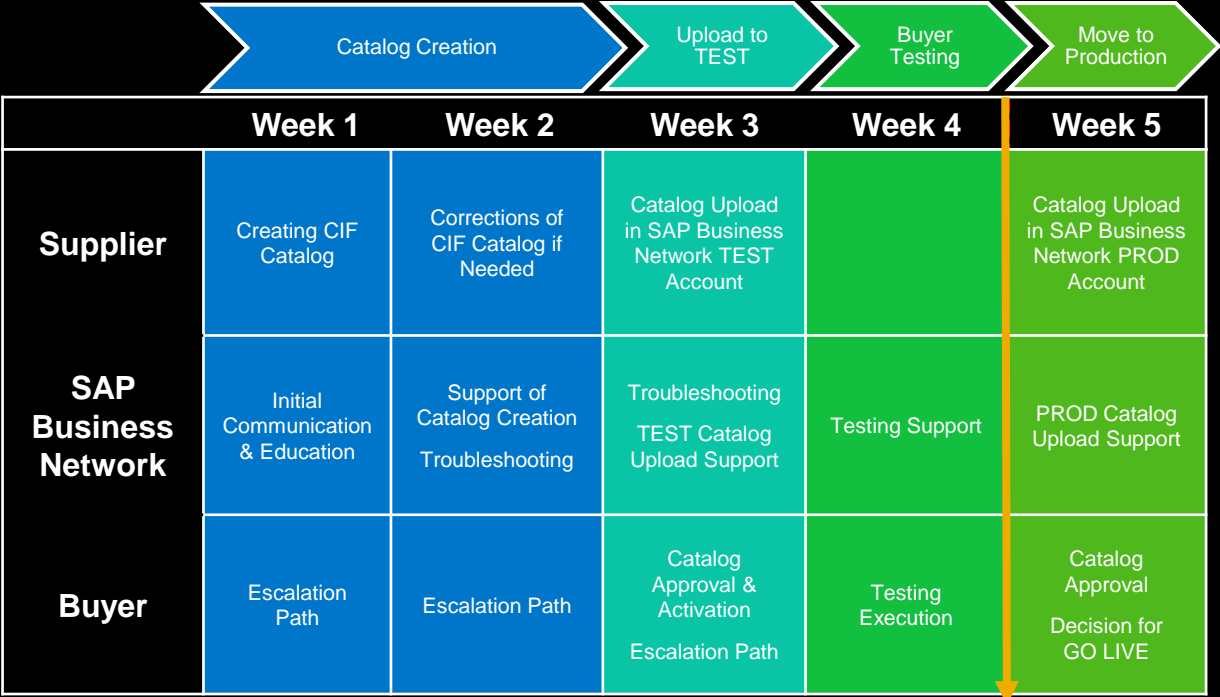 Catalog Creation
Upload to
TEST
Buyer
Testing
Move to
Production
Week 1
Week 2
Week 3
Week 4
Week 5
Supplier
Creating CIF
Catalog
Corrections of
CIF Catalog if
Needed
Catalog Upload
in SAP Business
Network TEST
Account
Catalog Upload
in SAP Business
Network PROD
Account
SAP
Business
Network
Initial
Communication
& Education
Support of
Catalog Creation
Troubleshooting
Troubleshooting
TEST Catalog
Upload Support
Testing Support
PROD Catalog
Upload Support
Buyer
Escalation
Path
Escalation Path
Catalog
Approval &
Activation
Escalation Path
Testing
Execution
Catalog
Approval
Decision for
GO LIVE